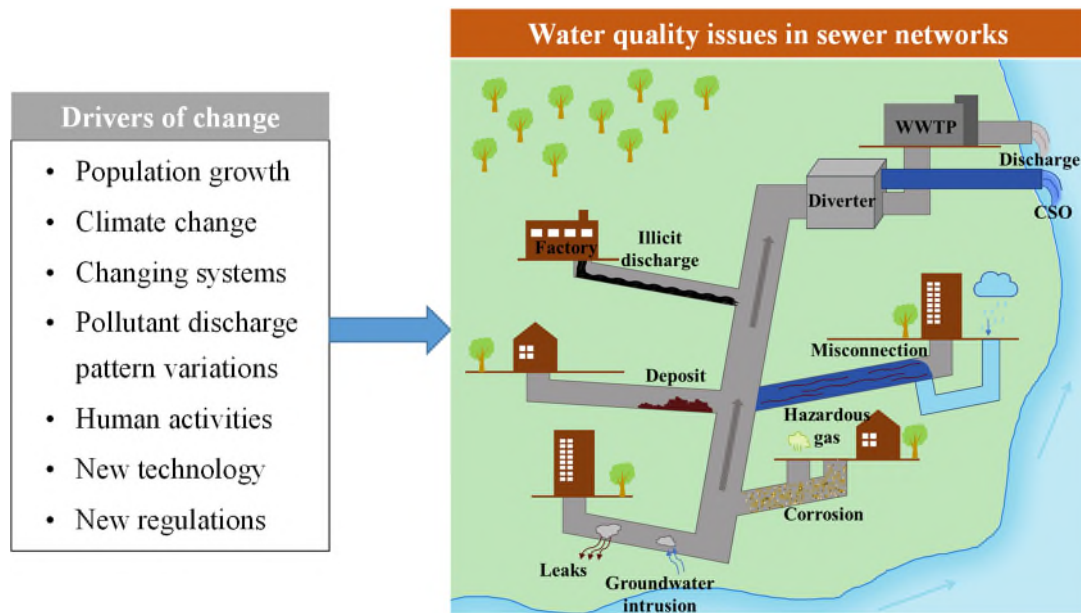 Water quality issues in sewer networks
Drivers of change
• Population growth
• Climate change
• Changing systems
• Pollutant discharge
pattern variations
• Human activities
• New technology
• New regulations
WWTP
Discharge
Diverter
CSO
Factory
Illicit
discharge
Misconnection
Deposit
Hazardous
gas
Corrosion
Leaks
Groundwater
intrusion